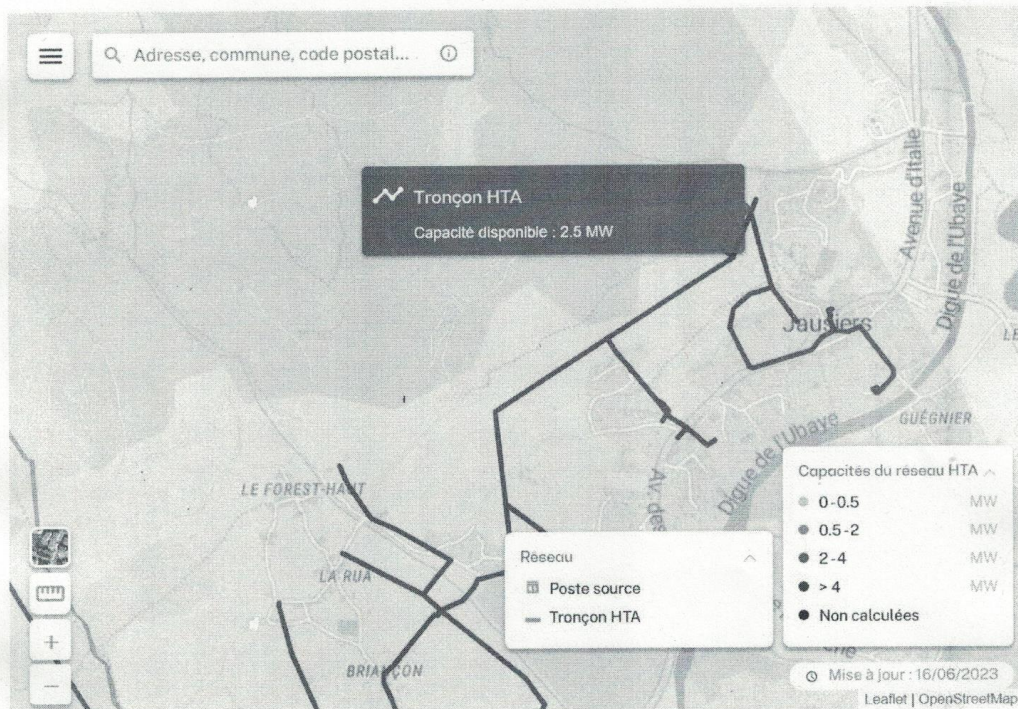 Adresse, commune, code postal...
Tronçon HTA
Capacité disponible : 2.5 MW
Avenue d'Italie
Digue de l'Ubaye
Jausiers
LE
GUÉGNIER
Digue de l'Ubaye
Av. des
LE FOREST-HAUT
LA RUA
BRIANÇON
Réseau
Poste source
Tronçon HTA
Capacités du réseau HTA
0-0.5 MW
0.5-2 MW
2-4 MW
> 4 MW
Non calculées
Mise à jour : 16/06/2023
Leaflet | OpenStreetMap